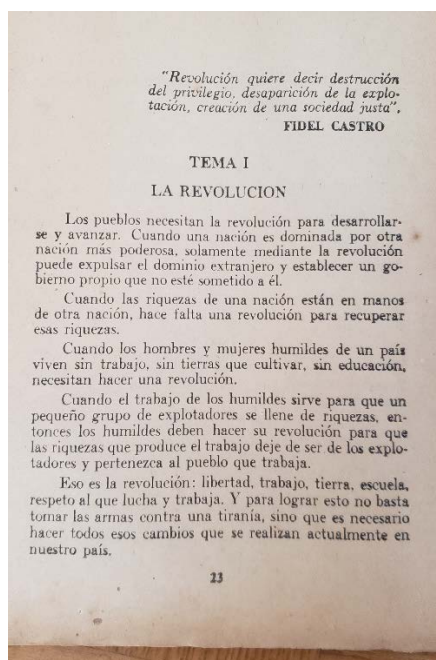 "Revolución quiere decir destrucción
del privilegio, desaparición de la explo-
tación, creación de una sociedad justa",
FIDEL CASTRO
TEMA I
LA REVOLUCION
Los pueblos necesitan la revolución para desarrollar-
se y avanzar. Cuando una nación es dominada por otra
nación más poderosa, solamente mediante la revolución
puede expulsar el dominio extranjero y establecer un go-
bierno propio que no esté sometido a él.
Cuando las riquezas de una nación están en manos
de otra nación, hace falta una revolución para recuperar
esas riquezas.
Cuando los hombres y mujeres humildes de un país
viven sin trabajo, sin tierras que cultivar, sin educación,
necesitan hacer una revolución.
Cuando el trabajo de los humildes sirve para que un
pequeño grupo de explotadores se llene de riquezas, en-
tonces los humildes deben hacer su revolución para que
las riquezas que produce el trabajo deje de ser de los explo-
tadores y pertenezca al pueblo que trabaja.
Eso es la revolución: libertad, trabajo, tierra, escuela,
respeto al que lucha y trabaja. Y para lograr esto no basta
tomar las armas contra una tiranía, sino que es necesario
hacer todos esos cambios que se realizan actualmente en
nuestro país.
23